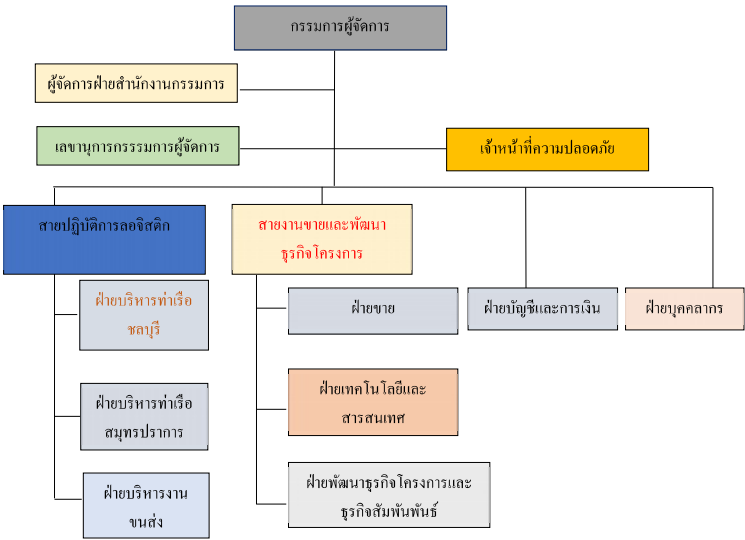 กรรมการผู้จัดการ
ผู้จัดการฝ่ายสำนักงานกรรมการ
เลขานุการกรรรมการผู้จัดการ
เจ้าหน้าที่ความปลอดภัย
สายปฏิบัติการลอจิสติก
สายงานขายและพัฒนา
ธุรกิจโครงการ
ฝ่ายบริหารท่าเรือ
ชลบุรี
ฝ่ายขาย
ฝ่ายบัญชีและการเงิน
ฝ่ายบุคคลากร
ฝ่ายบริหารท่าเรือ
สมุทรปราการ
ฝ่ายเทคโนโลยีและ
สารสนเทศ
ฝ่ายบริหารงาน
ขนส่ง
ฝ่ายพัฒนาธุรกิจโครงการและ
ธุรกิจสัมพันพันธ์